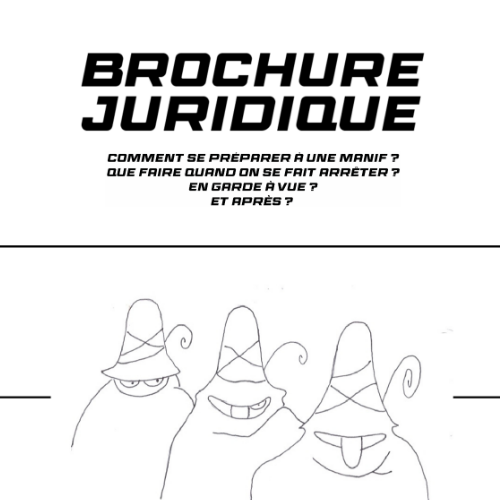 BROCHURE
JURIDIQUE
COMMENT SE PRÉPARER À UNE MANIF ?
QUE FAIRE QUAND ON SE FAIT ARRÊTER ?
EN GARDE À VUE ?
ET APRÈS ?